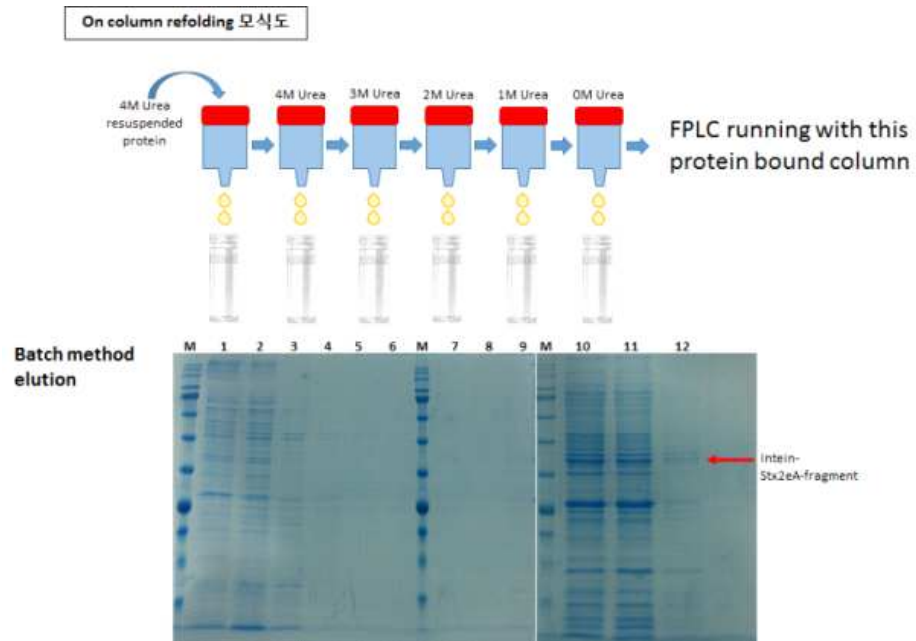 On column refolding 모식도
4M Urea
resuspended
protein
4M Urea
3M Urea
2M Urea
1M Urea
0M Urea
FPLC running with this
protein bound column
Batch method
elution
M 1 2 3 4 5 6 M 7 8 9 M 10 11 12
Intein-
Stx2eA-fragment